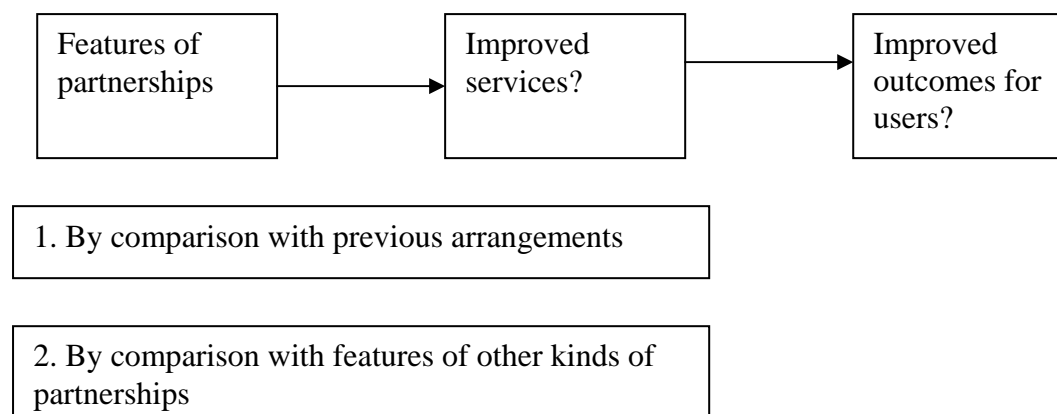 Features of
partnerships
Improved
services?
Improved
outcomes for
users?
1. By comparison with previous arrangements
2. By comparison with features of other kinds of
partnerships